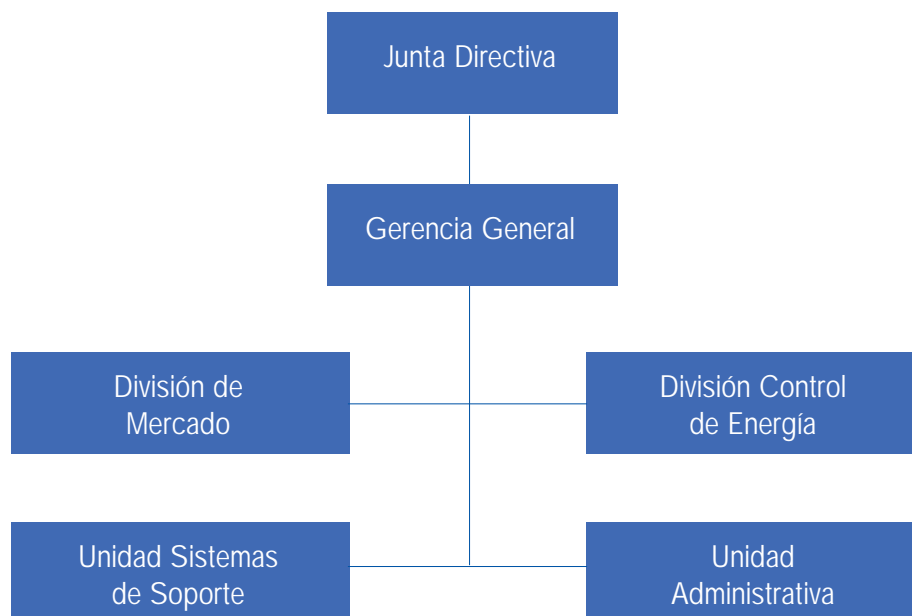 Junta Directiva
Gerencia General
División de
Mercado
División Control
de Energía
Unidad Sistemas
de Soporte
Unidad
Administrativa